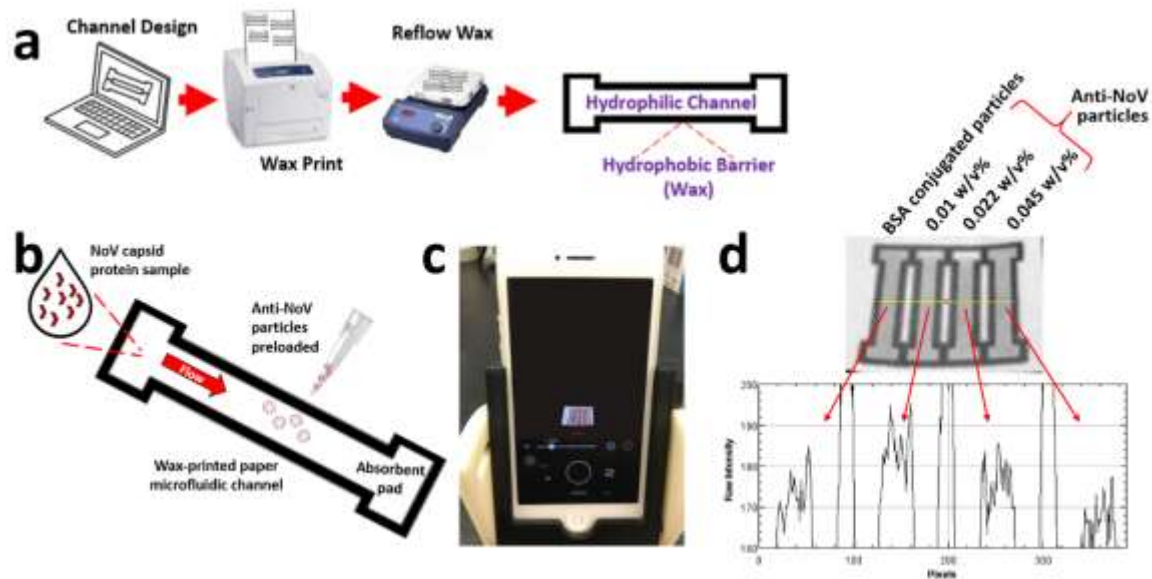 a
Channel Design
Wax Print
Reflow Wax
Hydrophilic Channel
Hydrophobic Barrier
(Wax)
b
NoV capsid
protein sample
Flow
Anti-NoV
particles
preloaded
Wax-printed paper
microfluidic channel
Absorbent
pad
c
d
BSA conjugated particles
0.01 w/v%
0.022 w/v%
0.045 w/v%
Anti-NoV
particles
200
190
180
170
160
Raw Intensity
0
100
200
300
Pixels